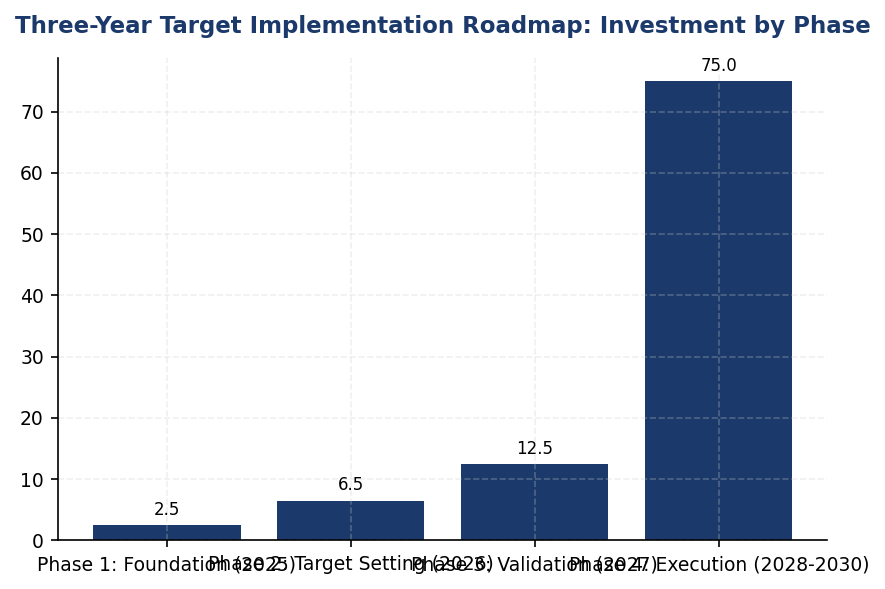 Three-Year Target Implementation Roadmap: Investment by Phase
75.0
70
60
50
40
30
20
12.5
10
6.5
2.5
0
Phase 1: Foundation (2025)
Phase 2: Target Setting (2026)
Phase 3: Validation (2027)
Phase 4: Execution (2028-2030)